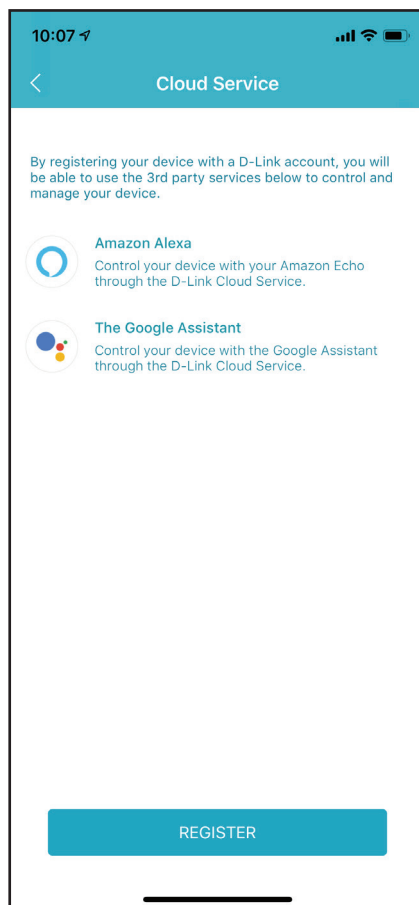 10:07
Cloud Service
By registering your device with a D-Link account, you will
be able to use the 3rd party services below to control and
manage your device.
Amazon Alexa
Control your device with your Amazon Echo
through the D-Link Cloud Service.
The Google Assistant
Control your device with the Google Assistant
through the D-Link Cloud Service.
REGISTER